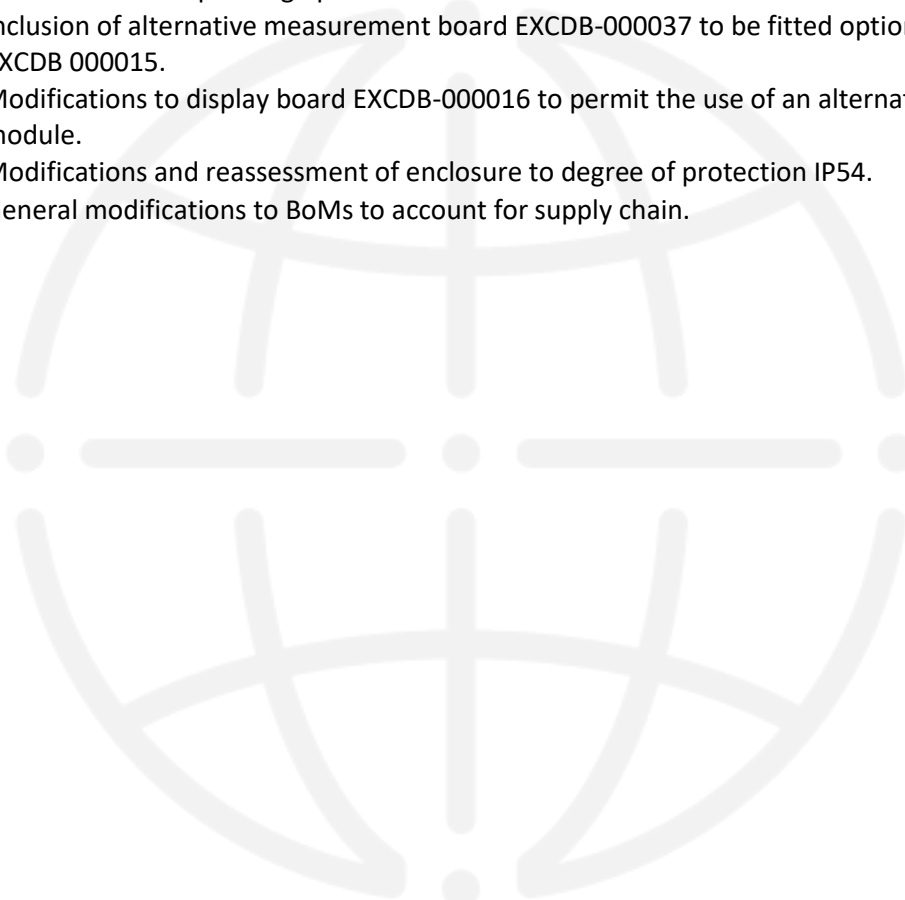 nclusion of alternative measurement board EXCDB-000037 to be fitted option
XCDB 000015.
Modifications to display board EXCDB-000016 to permit the use of an alternat
module.
Modifications and reassessment of enclosure to degree of protection IP54.
eneral modifications to BoMs to account for supply chain.